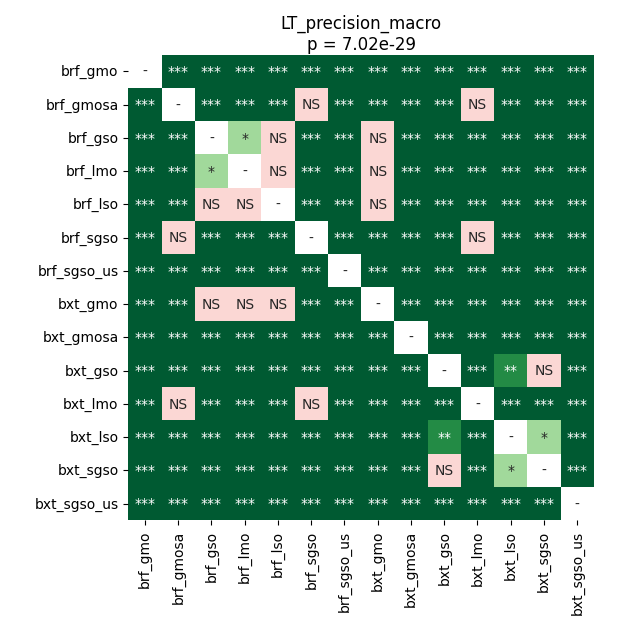 LT_precision_macro
p = 7.02e-29
brf_gmo - *** *** *** *** *** *** *** *** *** *** *** *** ***
brf_gmosa *** - *** *** *** NS *** *** *** *** NS *** *** ***
brf_gso *** *** - * NS *** *** NS *** *** *** *** *** ***
brf_lmo *** *** * - NS *** *** NS *** *** *** *** *** ***
brf_lso *** *** NS NS - *** *** NS *** *** *** *** *** ***
brf_sgso *** NS *** *** *** - *** *** *** *** NS *** *** ***
brf_sgso_us *** *** *** *** *** *** - *** *** *** *** *** *** ***
bxt_gmo *** *** NS NS NS *** *** - *** *** *** *** *** ***
bxt_gmosa *** *** *** *** *** *** *** *** - *** *** *** *** ***
bxt_gso *** *** *** *** *** *** *** *** *** - *** ** NS ***
bxt_lmo *** NS *** *** *** NS *** *** *** *** - *** *** ***
bxt_lso *** *** *** *** *** *** *** *** *** ** *** - * ***
bxt_sgso *** *** *** *** *** *** *** *** *** NS *** * - ***
bxt_sgso_us *** *** *** *** *** *** *** *** *** *** *** *** *** -
brf_gmo brf_gmosa brf_gso brf_lmo brf_lso brf_sgso brf_sgso_us bxt_gmo bxt_gmosa bxt_gso bxt_lmo bxt_lso bxt_sgso bxt_sgso_us